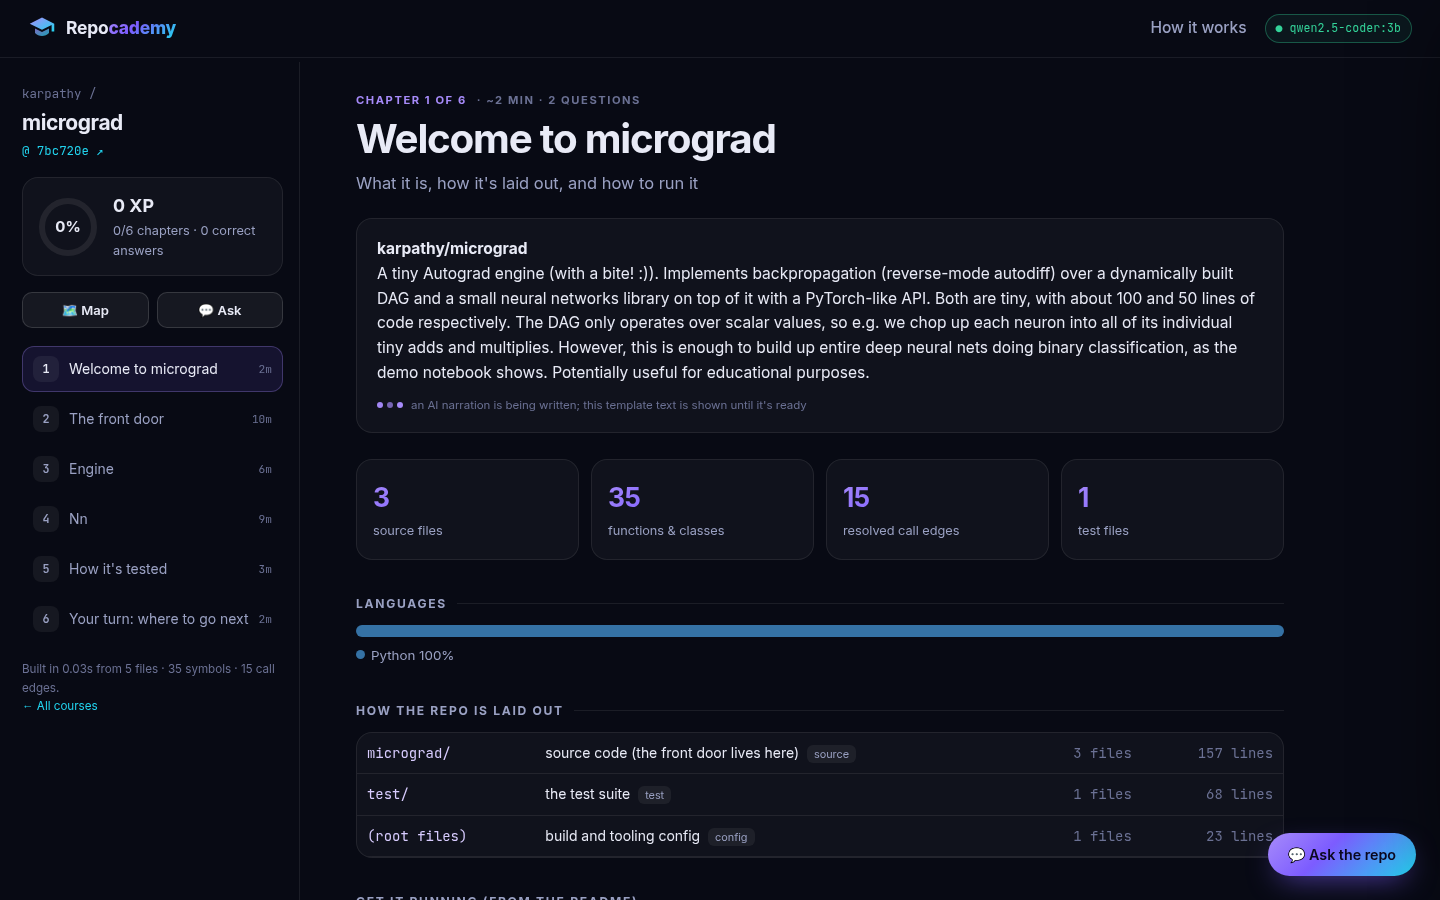 Repocademy
How it works
● qwen2.5-coder:3b
karpathy /
micrograd
@ 7bc720e ↗
0%
0 XP
0/6 chapters · 0 correct
answers
🗺️ Map
💬 Ask
1 Welcome to micrograd 2m
2 The front door 10m
3 Engine 6m
4 Nn 9m
5 How it's tested 3m
6 Your turn: where to go next 2m
Built in 0.03s from 5 files · 35 symbols · 15 call
edges.
← All courses
CHAPTER 1 OF 6 · ~2 MIN · 2 QUESTIONS
Welcome to micrograd
What it is, how it's laid out, and how to run it
karpathy/micrograd
A tiny Autograd engine (with a bite! :)). Implements backpropagation (reverse-mode autodiff) over a dynamically built
DAG and a small neural networks library on top of it with a PyTorch-like API. Both are tiny, with about 100 and 50 lines of
code respectively. The DAG only operates over scalar values, so e.g. we chop up each neuron into all of its individual
tiny adds and multiplies. However, this is enough to build up entire deep neural nets doing binary classification, as the
demo notebook shows. Potentially useful for educational purposes.
an AI narration is being written; this template text is shown until it's ready
3
source files
35
functions & classes
15
resolved call edges
1
test files
LANGUAGES
Python 100%
HOW THE REPO IS LAID OUT
micrograd/ source code (the front door lives here) source 3 files 157 lines
test/ the test suite test 1 files 68 lines
(root files) build and tooling config config 1 files 23 lines
💬 Ask the repo
GET IT RUNNING (FROM THE README)